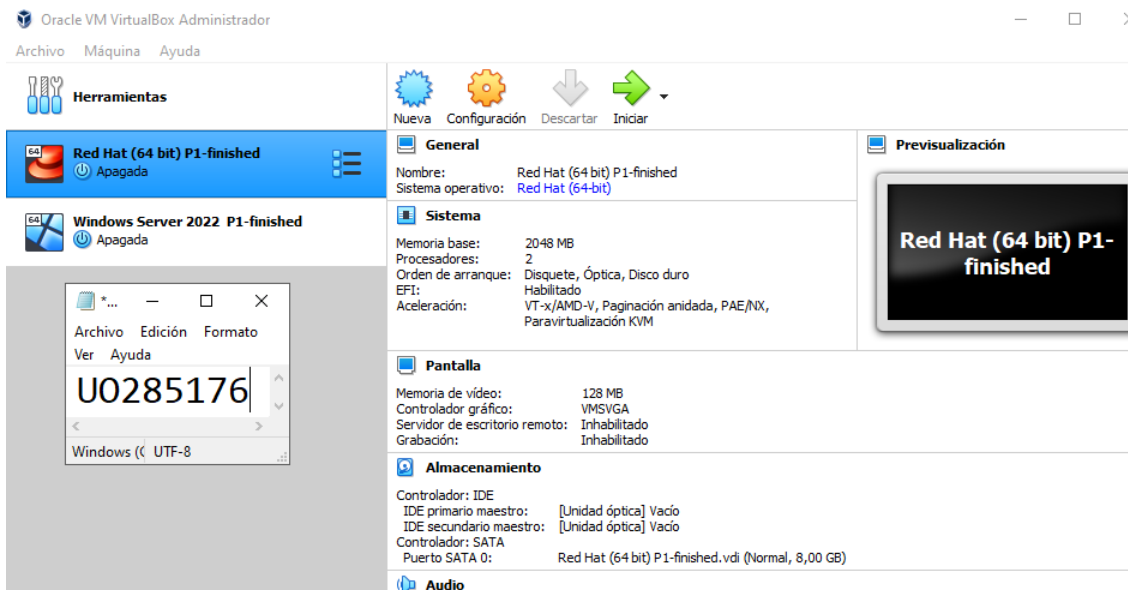 Oracle VM VirtualBox Administrador
Archivo Máquina Ayuda
Herramientas
64
Red Hat (64 bit) P1-finished
Apagada
64
Windows Server 2022 P1-finished
Apagada
*...
Archivo Edición Formato
Ver Ayuda
UO285176
Windows (C UTF-8
Nueva Configuración Descartar Iniciar
General
Nombre: Red Hat (64 bit) P1-finished
Sistema operativo: Red Hat (64-bit)
Sistema
Memoria base: 2048 MB
Procesadores: 2
Orden de arranque: Disquete, Óptica, Disco duro
EFI: Habilitado
Aceleración: VT-x/AMD-V, Paginación anidada, PAE/NX,
Paravirtualización KVM
Previsualización
Red Hat (64 bit) P1-
finished
Pantalla
Memoria de vídeo: 128 MB
Controlador gráfico: VMSVGA
Servidor de escritorio remoto: Inhabilitado
Grabación: Inhabilitado
Almacenamiento
Controlador: IDE
IDE primario maestro: [Unidad óptica] Vacío
IDE secundario maestro: [Unidad óptica] Vacío
Controlador: SATA
Puerto SATA 0: Red Hat (64 bit) P1-finished.vdi (Normal, 8,00 GB)
Audio